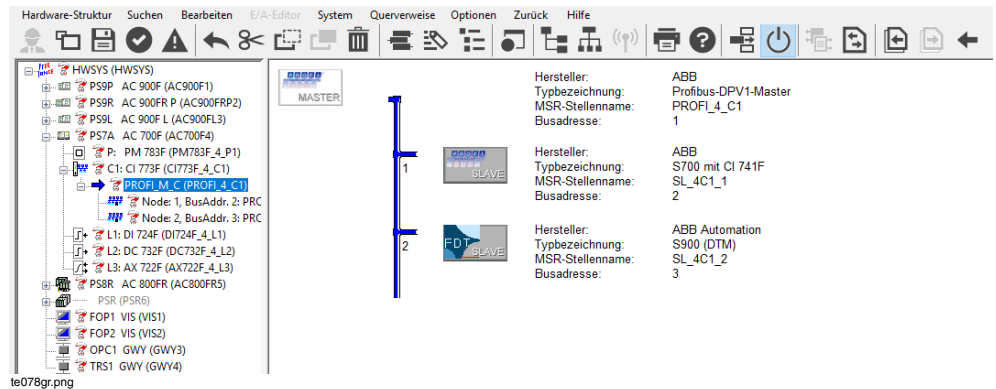 Hardware-Struktur Suchen Bearbeiten E/A-Editor System Querverweise Optionen Zurück Hilfe
HWSYS (HWSYS)
PS9P AC 900F (AC900F1)
PS9R AC 900FR P (AC900FRP2)
PS9L AC 900F L (AC900FL3)
PS7A AC 700F (AC700F4)
P: PM 783F (PM783F_4_P1)
C1: CI 773F (CI773F_4_C1)
PROFI_M_C (PROFI_4_C1)
Node: 1, BusAddr. 2: PRO
Node: 2, BusAddr. 3: PRO
L1: DI 724F (DI724F_4_L1)
L2: DC 732F (DC732F_4_L2)
L3: AX 722F (AX722F_4_L3)
PS8R AC 800FR (AC800FR5)
PSR (PSR6)
FOP1 VIS (VIS1)
FOP2 VIS (VIS2)
OPC1 GWY (GWY3)
TRS1 GWY (GWY4)
MASTER
Hersteller: ABB
Typbezeichnung: Profibus-DPV1-Master
MSR-Stellenname: PROFI_4_C1
Busadresse: 1
1
SLAVE
Hersteller: ABB
Typbezeichnung: S700 mit CI 741F
MSR-Stellenname: SL_4C1_1
Busadresse: 2
2
FDT SLAVE
Hersteller: ABB Automation
Typbezeichnung: S900 (DTM)
MSR-Stellenname: SL_4C1_2
Busadresse: 3
te078gr.png